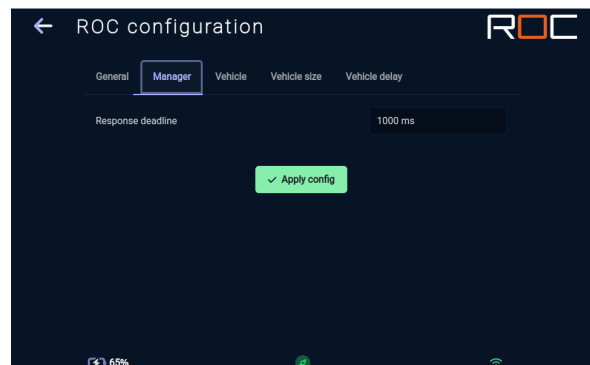 ROC configuration
ROC
General Manager Vehicle Vehicle size Vehicle delay
Response deadline 1000 ms
Apply config
65%